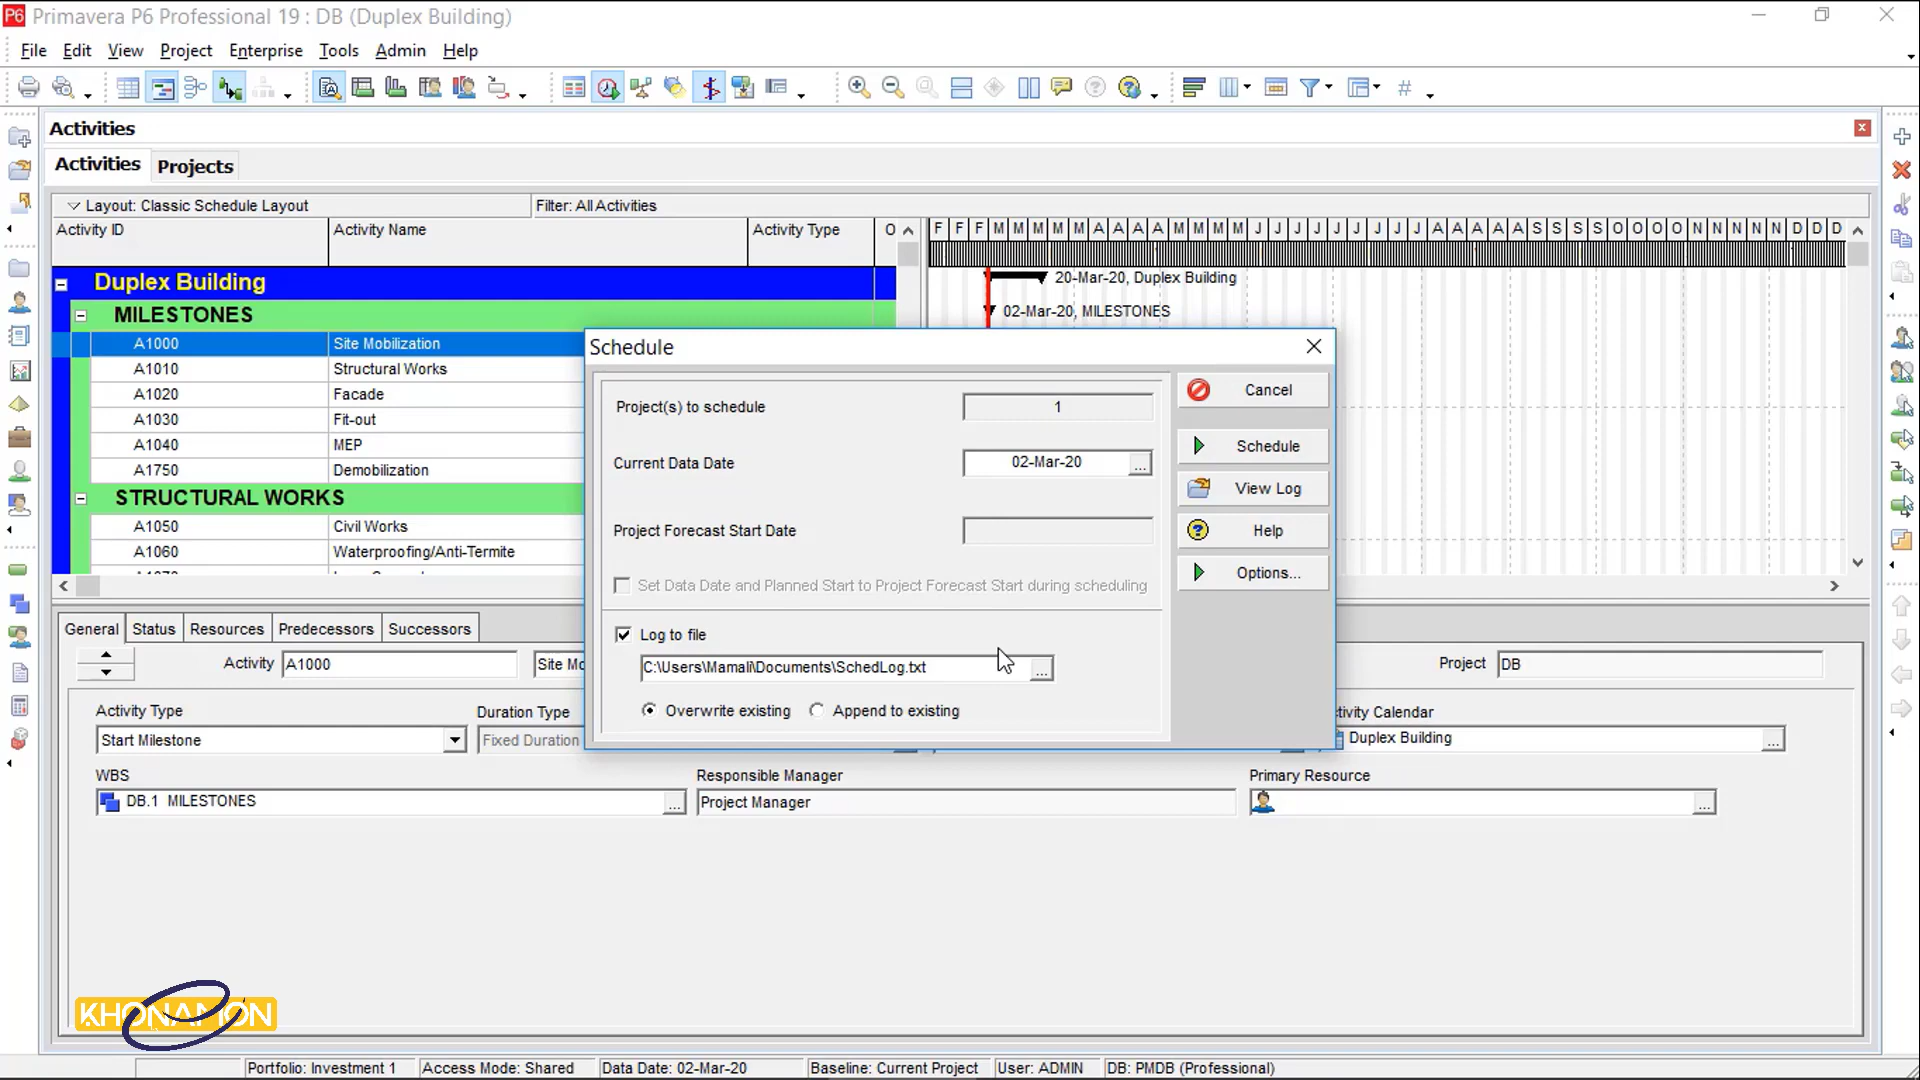 P6 Primavera P6 Professional 19 : DB (Duplex Building)
File Edit View Project Enterprise Tools Admin Help
Activities
Activities Projects
Layout: Classic Schedule Layout Filter: All Activities
Activity ID Activity Name Activity Type O F F F M M M M M A A A A M M M M J J J J J J J J J A A A A A S S S S O O O O N N N N D D D
Duplex Building 20-Mar-20, Duplex Building
MILESTONES 02-Mar-20, MILESTONES
A1000 Site Mobilization
A1010 Structural Works
A1020 Facade
A1030 Fit-out
A1040 MEP
A1750 Demobilization
STRUCTURAL WORKS
A1050 Civil Works
A1060 Waterproofing/Anti-Termite
Schedule
Project(s) to schedule 1 Cancel
Current Data Date 02-Mar-20 ... Schedule
View Log
Project Forecast Start Date Help
Set Data Date and Planned Start to Project Forecast Start during scheduling Options...
Log to file
C:\Users\Mamali\Documents\SchedLog.txt ...
Overwrite existing Append to existing
General Status Resources Predecessors Successors
Activity A1000 Site Mo Project DB
Activity Type Duration Type tivity Calendar
Start Milestone Fixed Duration Duplex Building ...
WBS Responsible Manager Primary Resource
DB.1 MILESTONES ... Project Manager ...
KHONAMON
Portfolio: Investment 1 Access Mode: Shared Data Date: 02-Mar-20 Baseline: Current Project User: ADMIN DB: PMDB (Professional)